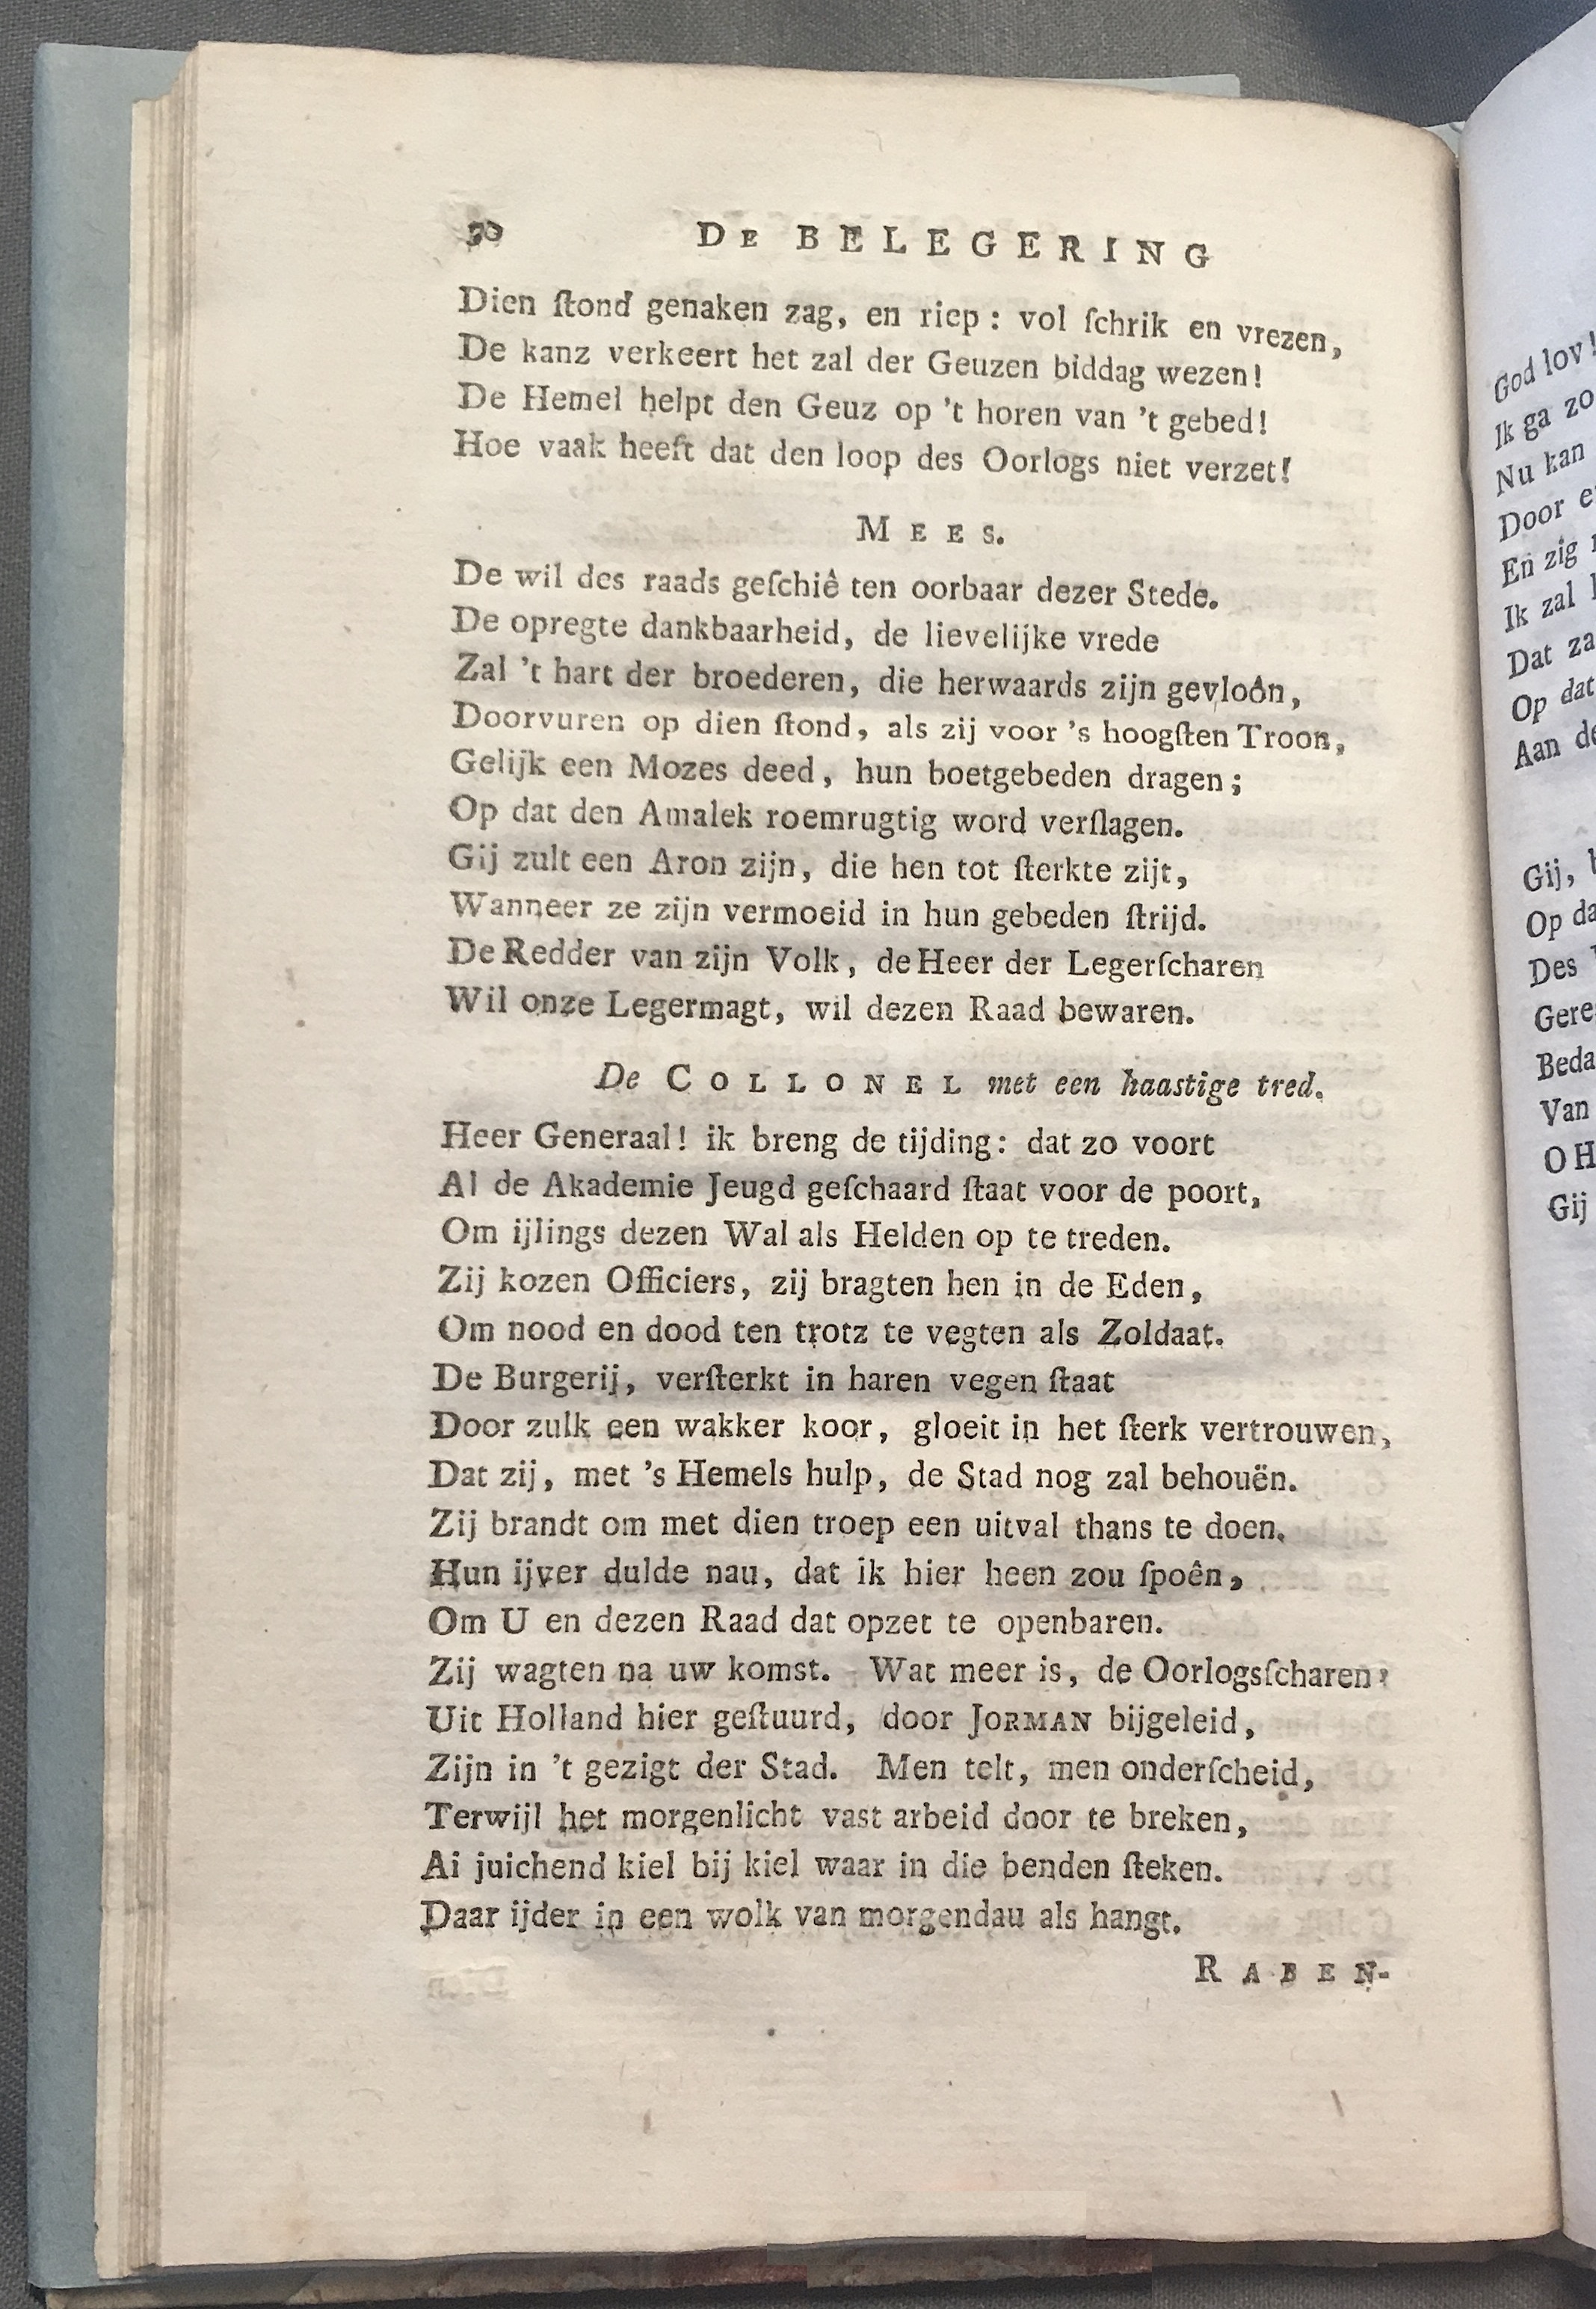 50 DE BELEGERING
Dien ſtond genaken zag, en riep: vol ſchrik en vrezen,
De kanz verkeert het zal der Geuzen biddag wezen!
De Hemel helpt den Geuz op 't horen van 't gebed!
Hoe vaak heeft dat den loop des Oorlogs niet verzet!
MEES.
De wil des raads geſchiê ten oorbaar dezer Stede.
De opregte dankbaarheid, de lievelijke vrede
Zal 't hart der broederen, die herwaards zijn gevloôn,
Doorvuren op dien ſtond, als zij voor 's hoogſten Troon,
Gelijk een Mozes deed, hun boetgebeden dragen;
Op dat den Amalek roemrugtig word verſlagen.
Gij zult een Aron zijn, die hen tot ſterkte zijt,
Wanneer ze zijn vermoeid in hun gebeden ſtrijd.
De Redder van zijn Volk, de Heer der Legerſcharen
Wil onze Legermagt, wil dezen Raad bewaren.
De COLLONEL met een haastige tred.
Heer Generaal! ik breng de tijding: dat zo voort
Al de Akademie Jeugd geſchaard ſtaat voor de poort,
Om ijlings dezen Wal als Helden op te treden.
Zij kozen Officiers, zij bragten hen in de Eden,
Om nood en dood ten trotz te vegten als Zoldaat.
De Burgerij, verſterkt in haren vegen ſtaat
Door zulk een wakker koor, gloeit in het ſterk vertrouwen,
Dat zij, met 's Hemels hulp, de Stad nog zal behouën.
Zij brandt om met dien troep een uitval thans te doen.
Hun ijver dulde nau, dat ik hier heen zou ſpoên,
Om U en dezen Raad dat opzet te openbaren.
Zij wagten na uw komst. Wat meer is, de Oorlogsſcharen
Uit Holland hier geſtuurd, door JORMAN bijgeleid,
Zijn in 't gezigt der Stad. Men telt, men onderſcheid,
Terwijl het morgenlicht vast arbeid door te breken,
Al juichend kiel bij kiel waar in die benden ſteken.
Daar ijder in een wolk van morgendau als hangt.
RABEN-
God lov!
Ik ga zo
Nu kan
Door
En zig
Ik zal
Dat za
Op dat
Aan de
Gij,
Op da
Des
Gere
Beda
Van
O H
Gij